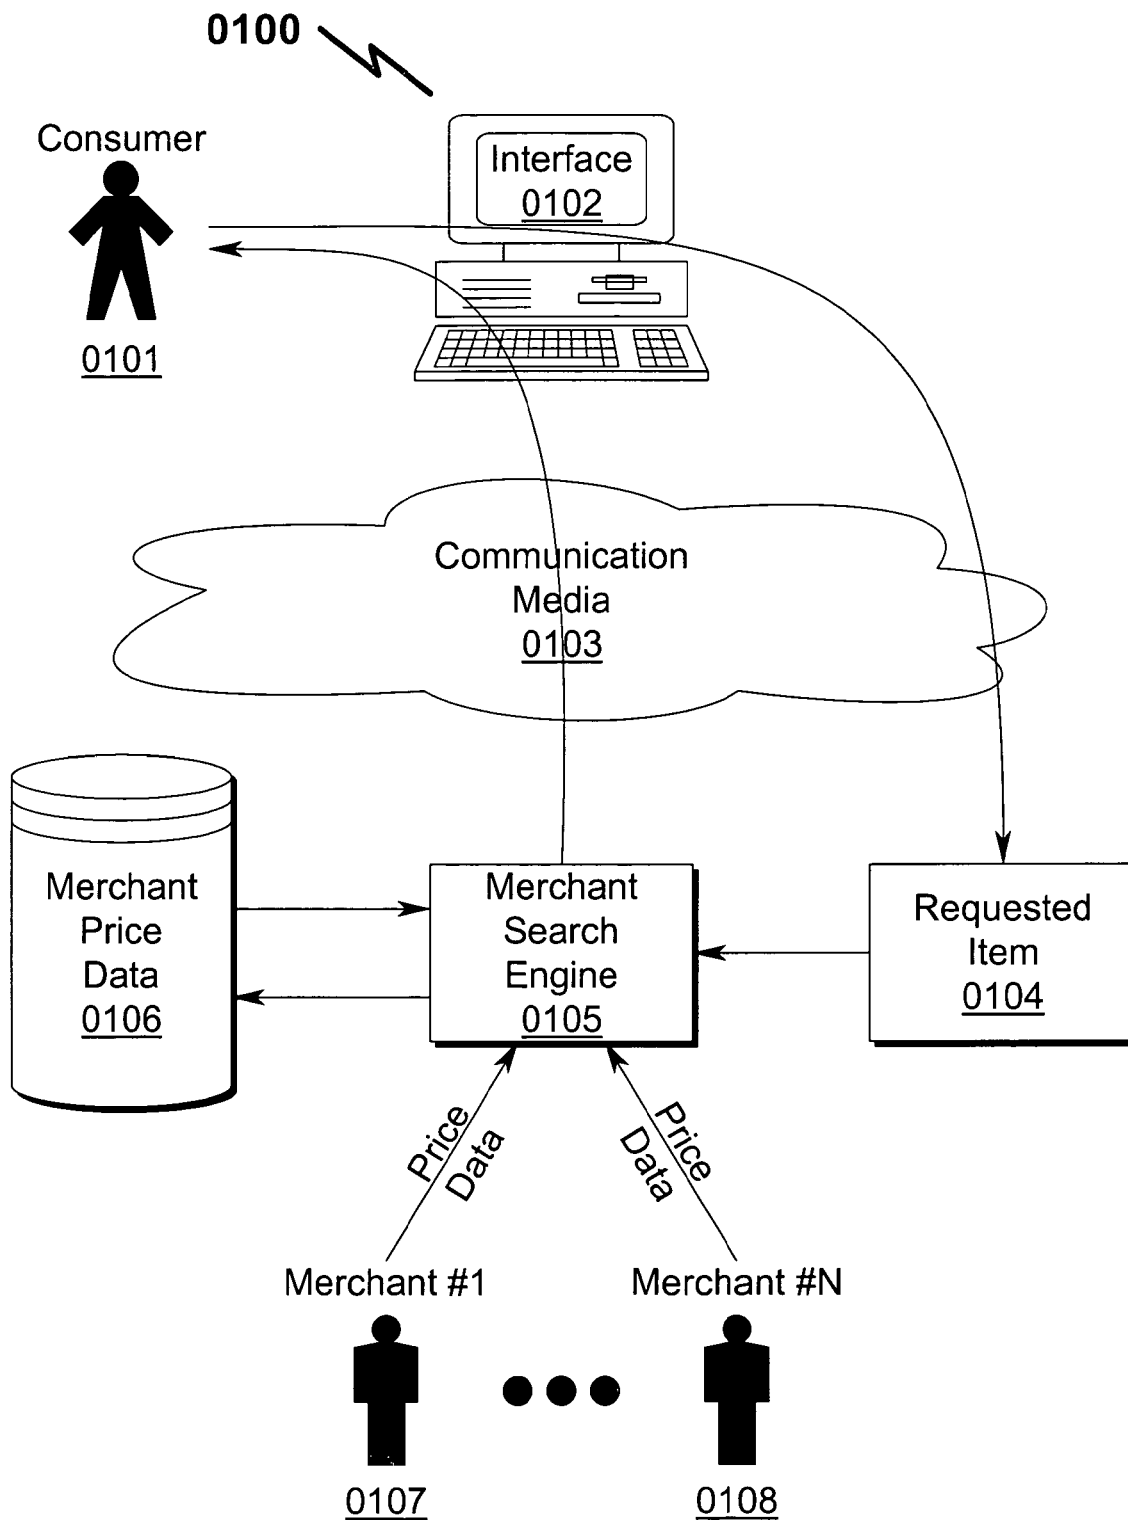 0100
Consumer
0101
Interface
0102
Communication
Media
0103
Merchant
Price
Data
0106
Merchant
Search
Engine
0105
Requested
Item
0104
Price
Data
Price
Data
Merchant #1
Merchant #N
0107
0108